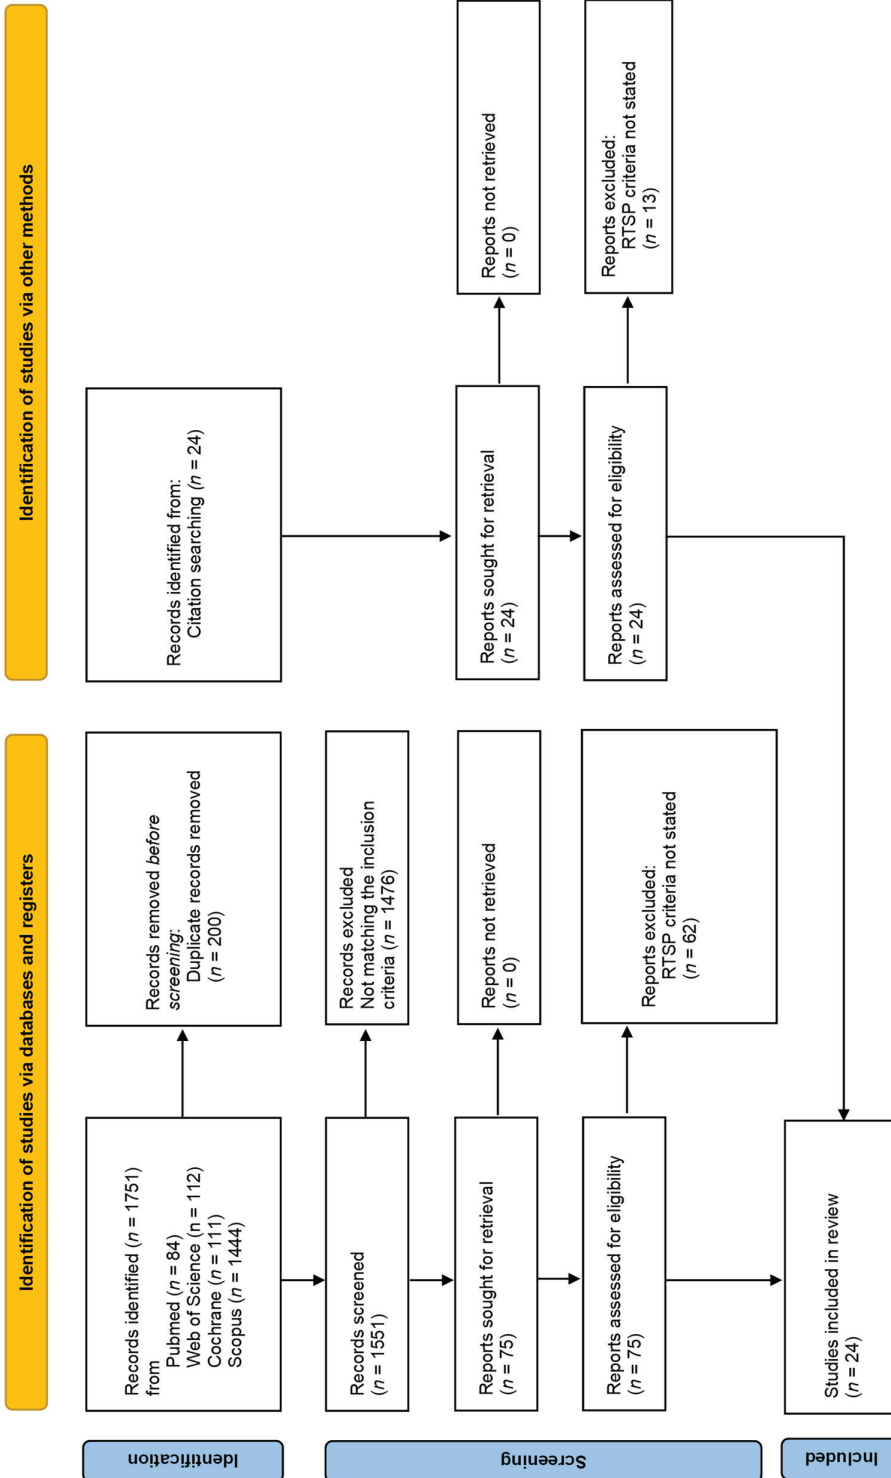 Identification of studies via databases and registers
Identification of studies via other methods
Identification
Records identified (n = 1751)
from
Pubmed (n = 84)
Web of Science (n = 112)
Cochrane (n = 111)
Scopus (n = 1444)
Records removed before
screening:
Duplicate records removed
(n = 200)
Records identified from:
Citation searching (n = 24)
Screening
Records screened
(n = 1551)
Records excluded
Not matching the inclusion
criteria (n = 1476)
Reports sought for retrieval
(n = 75)
Reports not retrieved
(n = 0)
Reports sought for retrieval
(n = 24)
Reports not retrieved
(n = 0)
Reports assessed for eligibility
(n = 75)
Reports excluded:
RTSP criteria not stated
(n = 62)
Reports assessed for eligibility
(n = 24)
Reports excluded:
RTSP criteria not stated
(n = 13)
Included
Studies included in review
(n = 24)